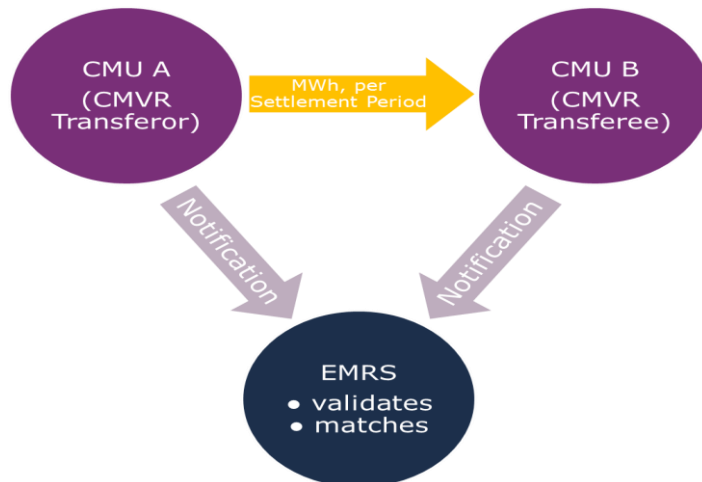 CMU A
(CMVR
Transferor)
MWh, per
Settlement Period
CMU B
(CMVR
Transferee)
Notification
Notification
EMRS
● validates
● matches